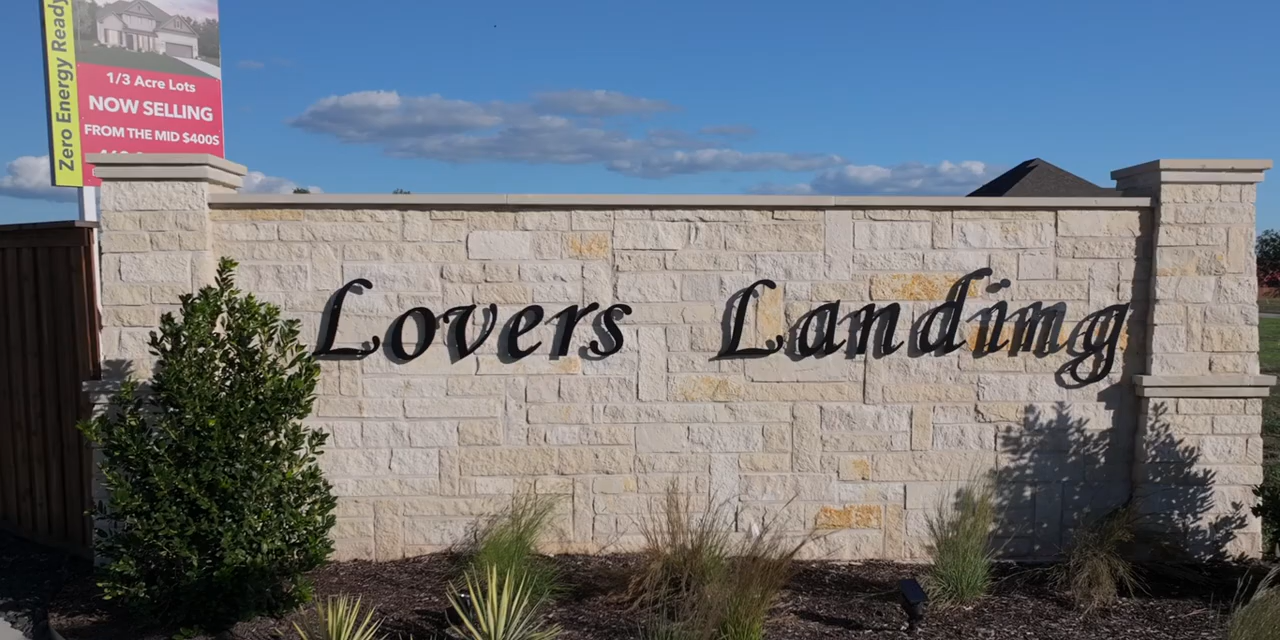 Zero Energy Ready
1/3 Acre Lots
NOW SELLING
FROM THE MID $400S
Lovers Landing